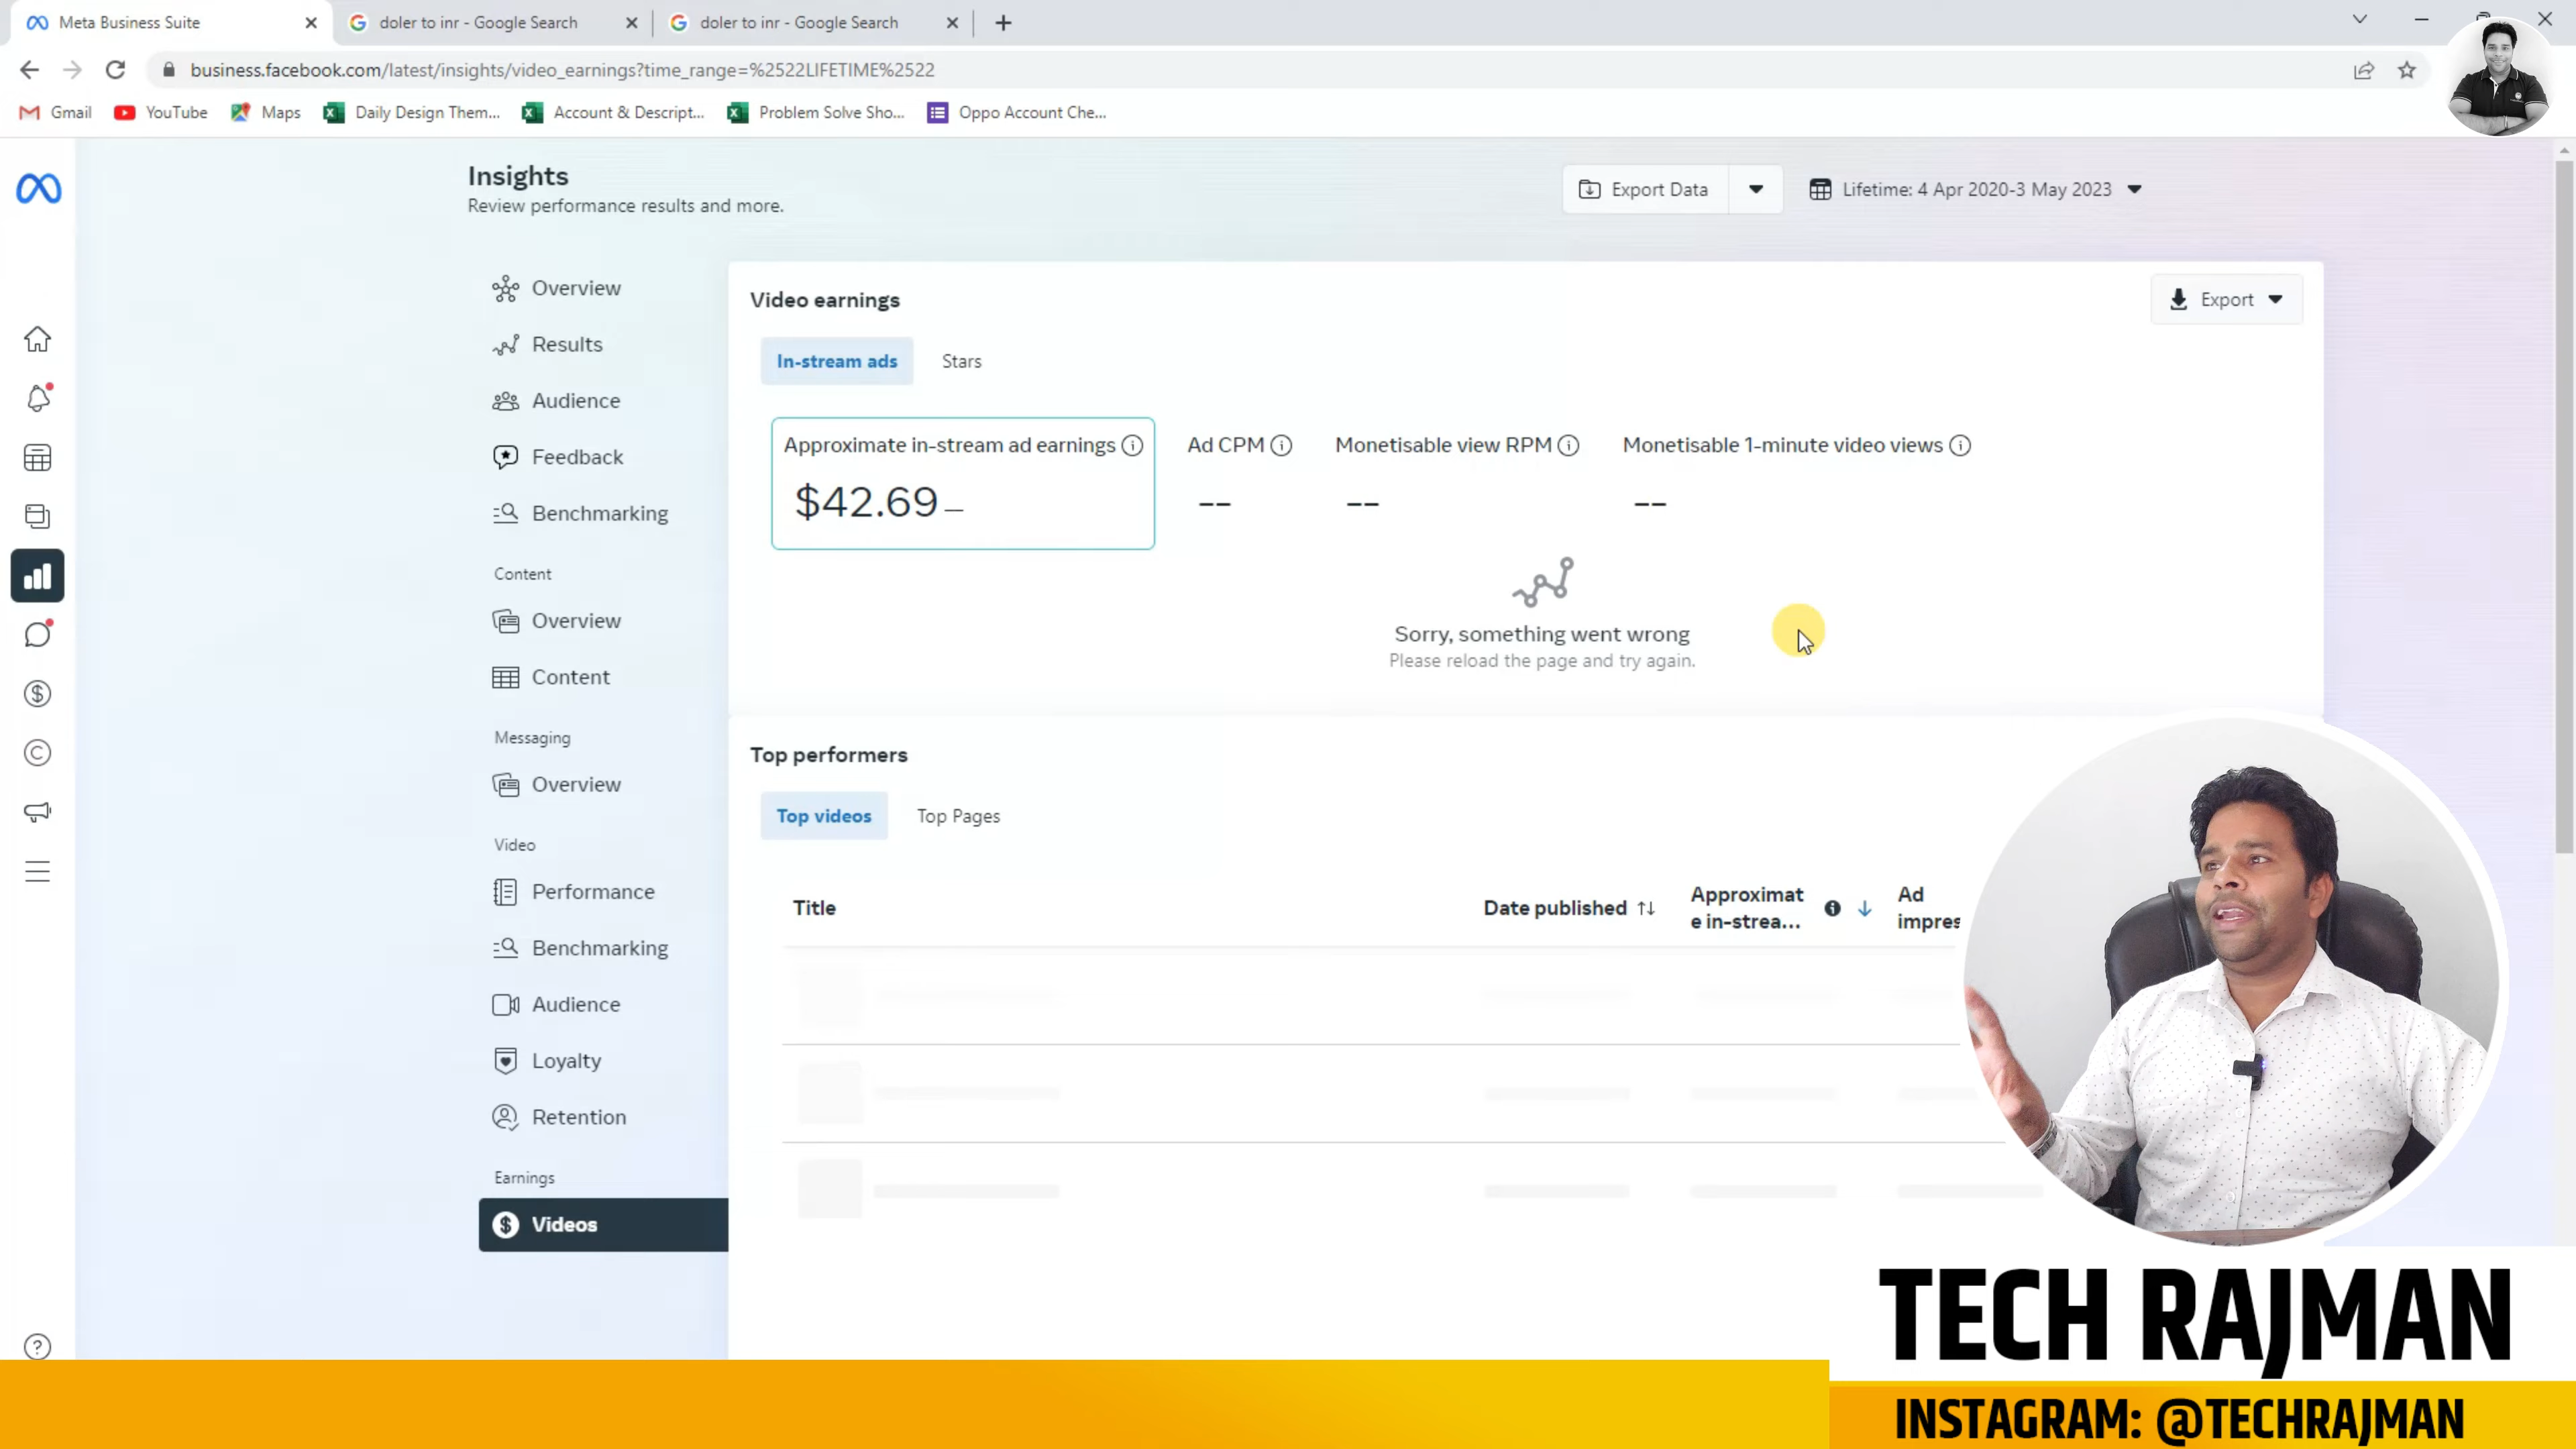 Meta Business Suite
doler to inr - Google Search
doler to inr - Google Search
business.facebook.com/latest/insights/video_earnings?time_range=%2522LIFETIME%2522
Gmail
YouTube
Maps
Daily Design Them...
Account & Descript...
Problem Solve Sho...
Oppo Account Che...
Insights
Review performance results and more.
Export Data
Lifetime: 4 Apr 2020-3 May 2023
Overview
Results
Audience
Feedback
Benchmarking
Content
Overview
Content
Messaging
Overview
Video
Performance
Benchmarking
Audience
Loyalty
Retention
Earnings
Videos
Video earnings
Export
In-stream ads
Stars
Approximate in-stream ad earnings
$42.69 –
Ad CPM
--
Monetisable view RPM
--
Monetisable 1-minute video views
--
Sorry, something went wrong
Please reload the page and try again.
Top performers
Top videos
Top Pages
Title
Date published
Approximat
e in-strea...
Ad
impres
TECH RAJMAN
INSTAGRAM: @TECHRAJMAN